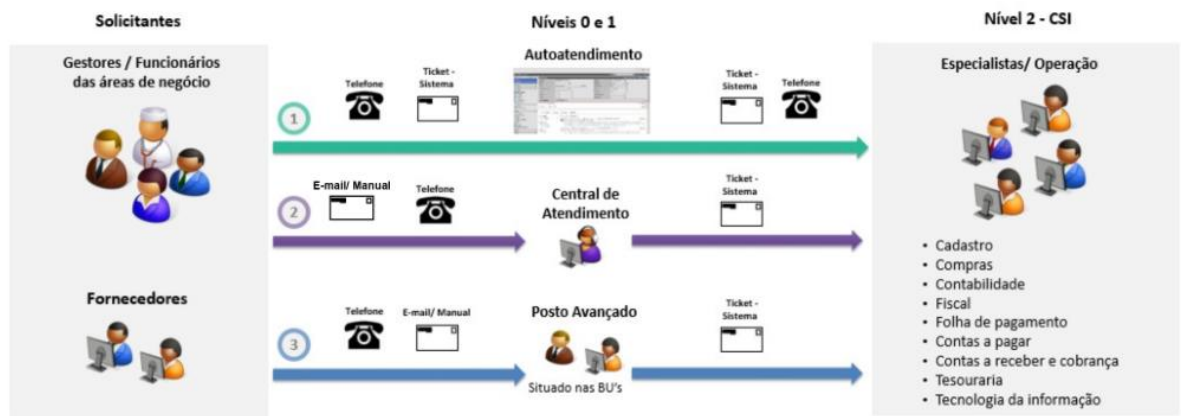 Solicitantes
Níveis 0 e 1
Nível 2 - CSI
Gestores / Funcionários
das áreas de negócio
Autoatendimento
Especialistas/ Operação
Telefone
Ticket -
Sistema
Ticket -
Sistema
Telefone
1
E-mail/ Manual
Telefone
Central de
Atendimento
Ticket -
Sistema
2
Fornecedores
Telefone
E-mail/ Manual
Posto Avançado
Ticket -
Sistema
3
Situado nas BU's
• Cadastro
• Compras
• Contabilidade
• Fiscal
• Folha de pagamento
• Contas a pagar
• Contas a receber e cobrança
• Tesouraria
• Tecnologia da informação